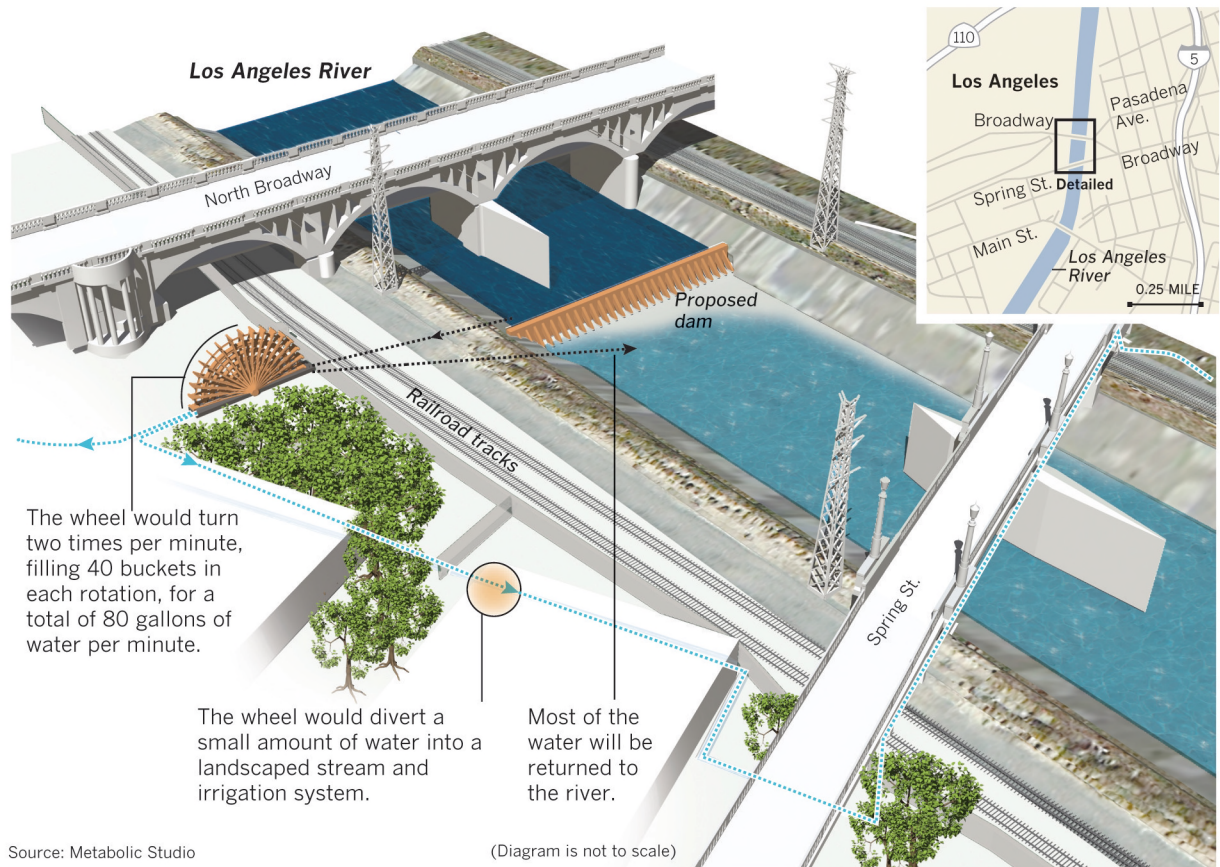 Los Angeles River
North Broadway
Proposed
dam
Railroad tracks
Spring St.
The wheel would turn
two times per minute,
filling 40 buckets in
each rotation, for a
total of 80 gallons of
water per minute.
The wheel would divert a
small amount of water into a
landscaped stream and
irrigation system.
Most of the
water will be
returned to
the river.
110
5
Los Angeles
Pasadena
Ave.
Broadway
Broadway
Spring St.
Detailed
Main St.
Los Angeles
River
0.25 MILE
Source: Metabolic Studio
(Diagram is not to scale)